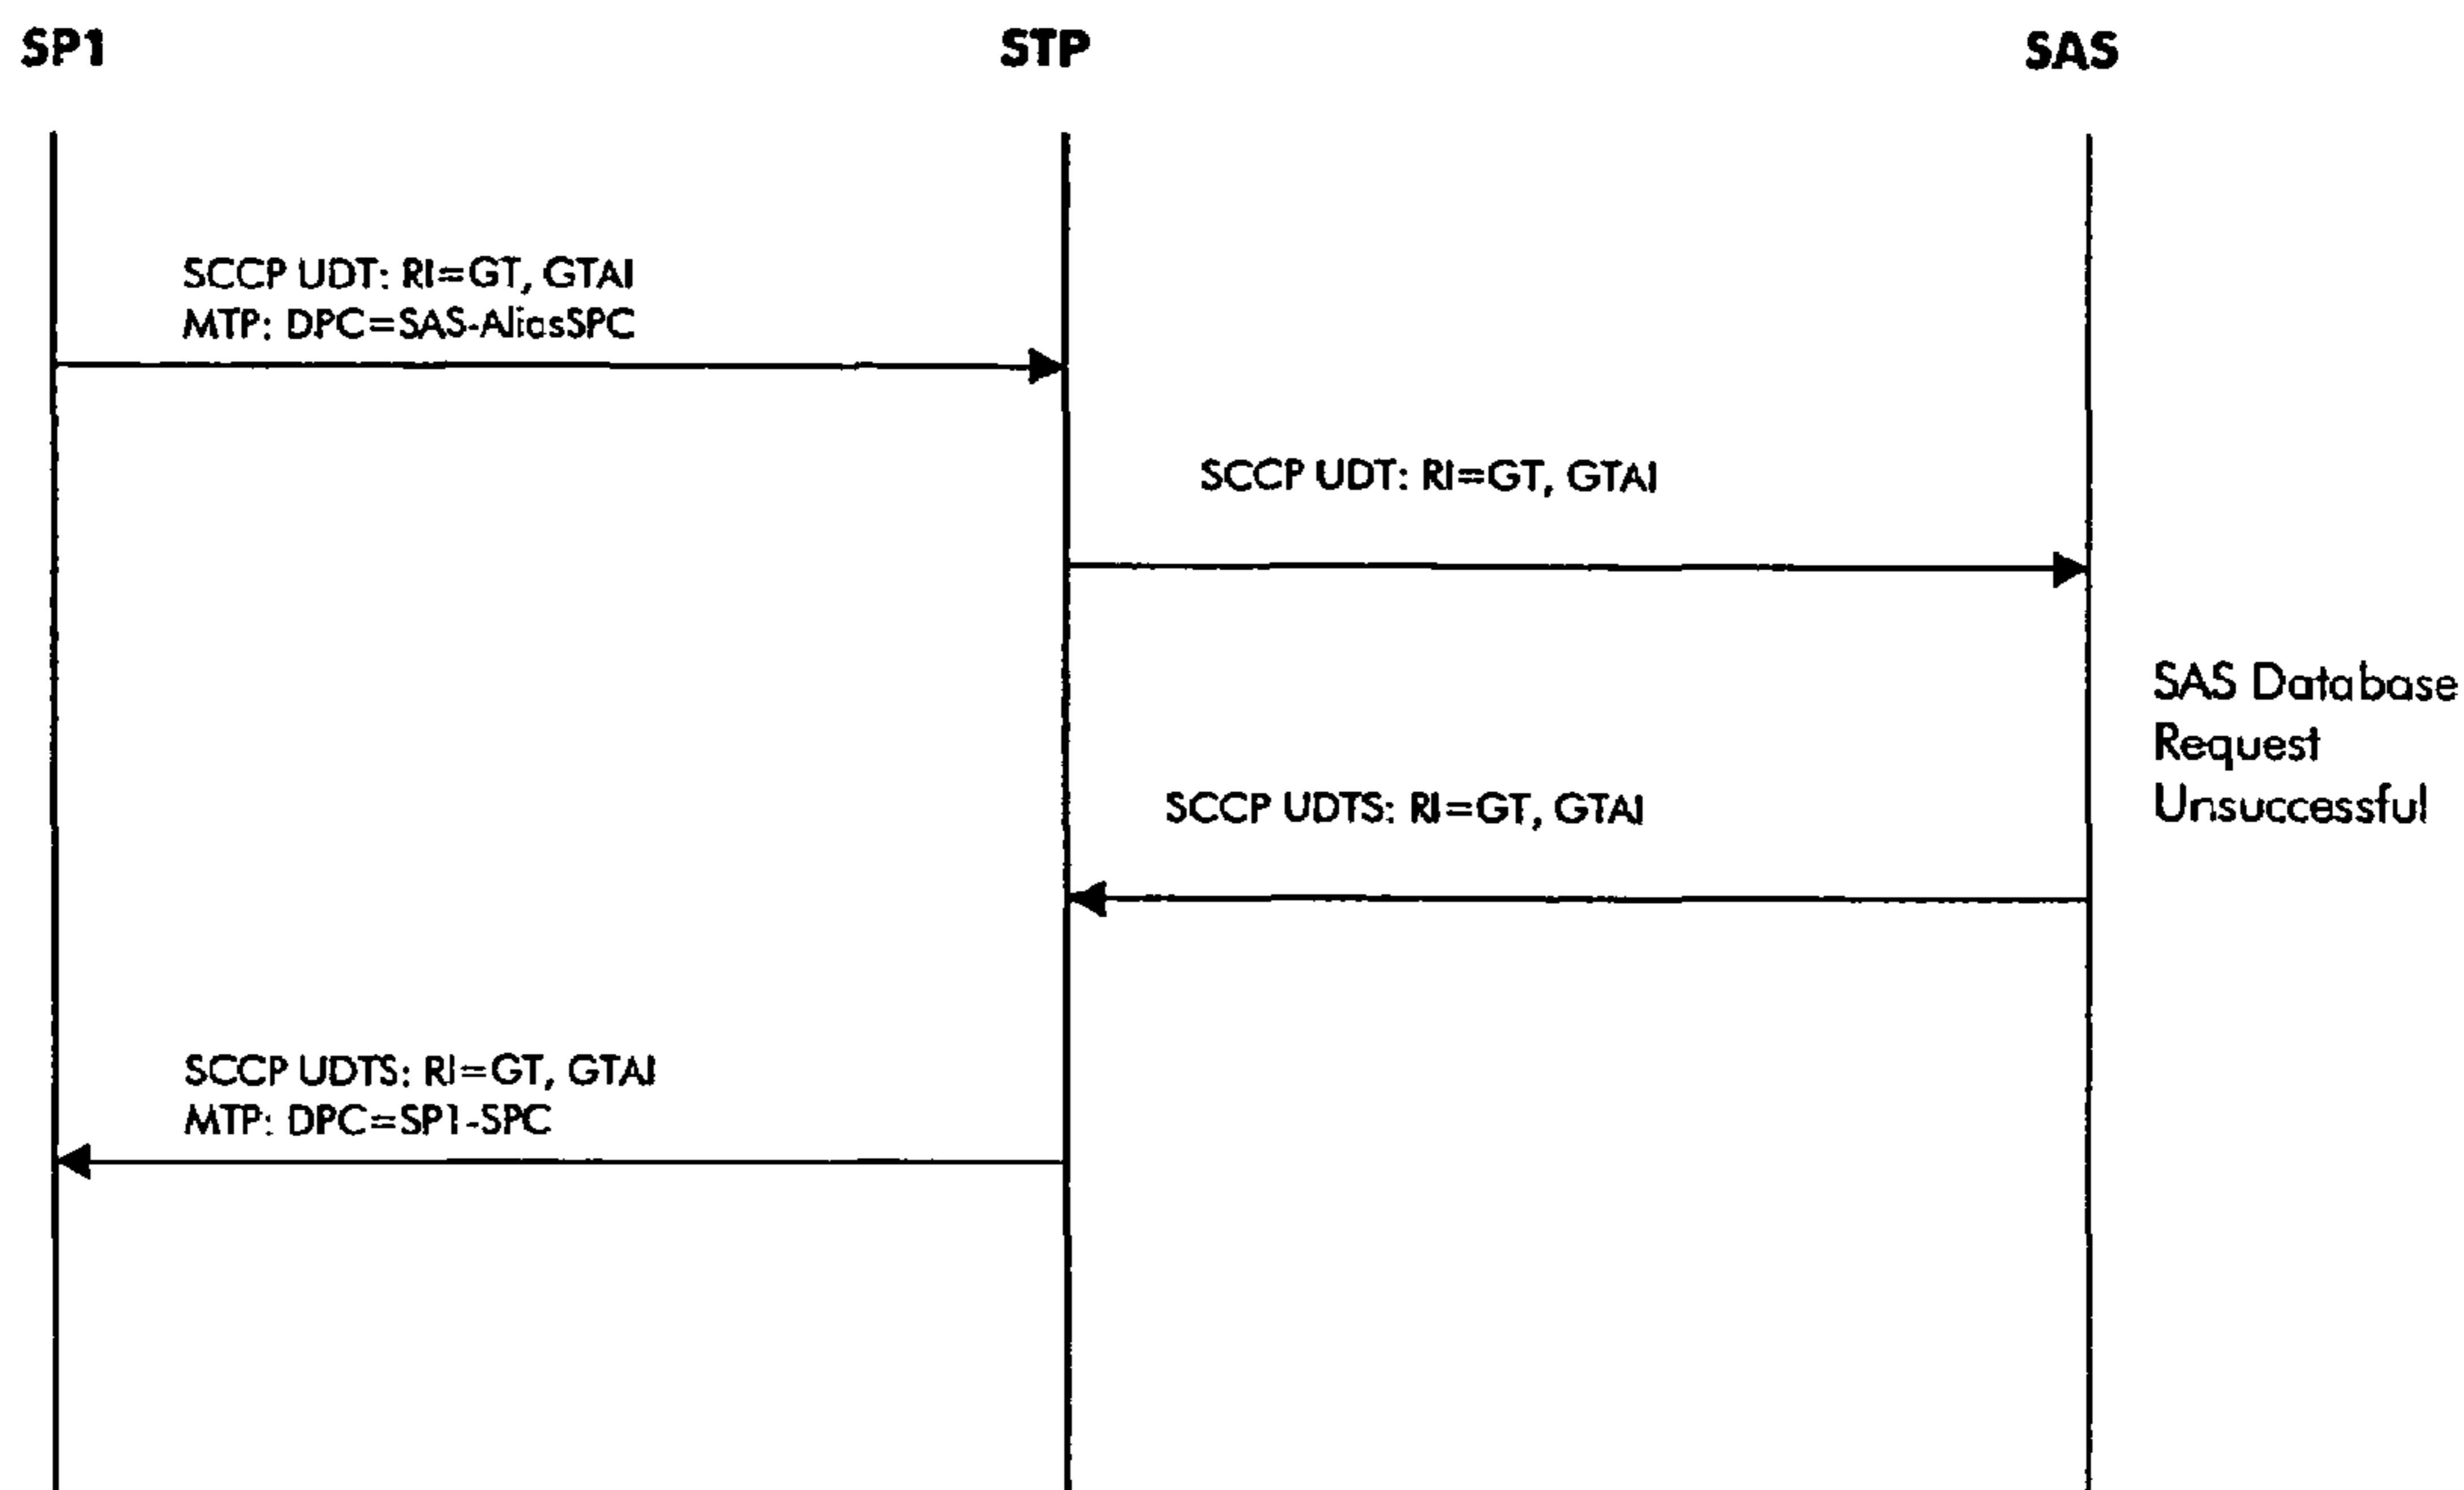 SP1
STP
SAS
SCCP UDT: RI=GT, GTAI
MTP: DPC=SAS-AliasSPC
SCCP UDT: RI=GT, GTAI
SAS Database
Request
Unsuccessful
SCCP UDTS: RI=GT, GTAI
SCCP UDTS: RI=GT, GTAI
MTP: DPC=SP1-SPC